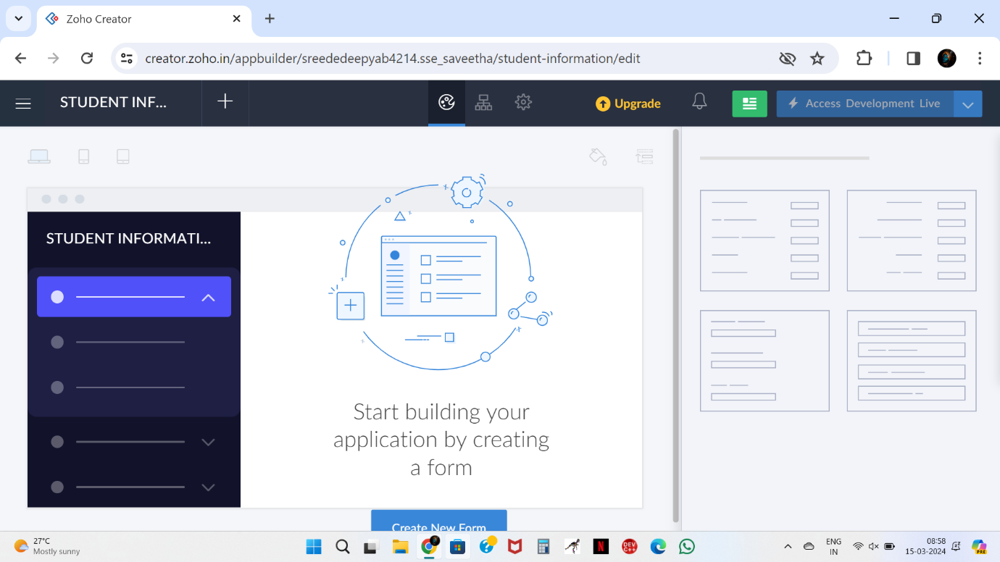 Zoho Creator
creator.zoho.in/appbuilder/sreededeepyab4214.sse_saveetha/student-information/edit
STUDENT INF...
Upgrade
Access Development Live
STUDENT INFORMATI...
Start building your
application by creating
a form
Create New Form
27°C
Mostly sunny
DEV
C++
N
ENG
IN
08:58
15-03-2024
PRE